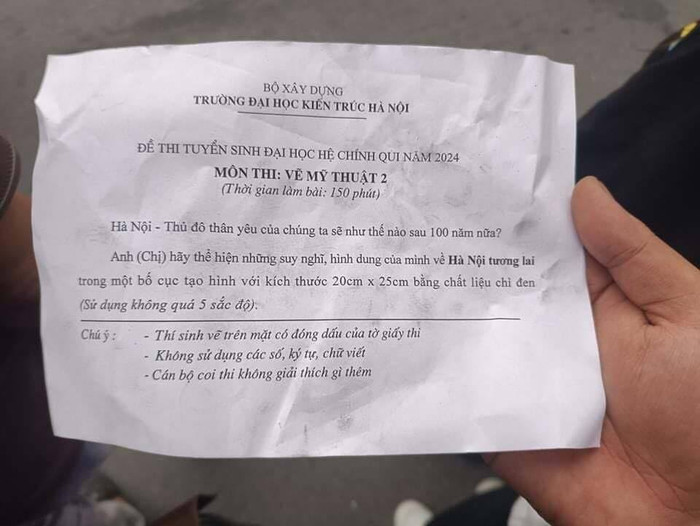 BỘ XÂY DỰNG
TRƯỜNG ĐẠI HỌC KIẾN TRÚC HÀ NỘI
ĐỀ THI TUYỂN SINH ĐẠI HỌC HỆ CHÍNH QUI NĂM 2024
MÔN THI: VẼ MỸ THUẬT 2
(Thời gian làm bài: 150 phút)
Hà Nội - Thủ đô thân yêu của chúng ta sẽ như thế nào sau 100 năm nữa?
Anh (Chị) hãy thể hiện những suy nghĩ, hình dung của mình về Hà Nội tương lai
trong một bố cục tạo hình với kích thước 20cm x 25cm bằng chất liệu chì đen
(Sử dụng không quá 5 sắc độ).
Chú ý : - Thí sinh vẽ trên mặt có đóng dấu của tờ giấy thi
- Không sử dụng các số, ký tự, chữ viết
- Cán bộ coi thi không giải thích gì thêm